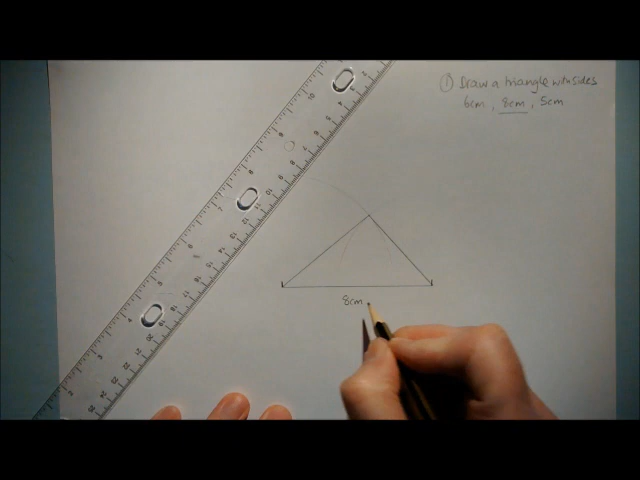 ① Draw a triangle with sides
6cm , 8cm , 5cm
8cm